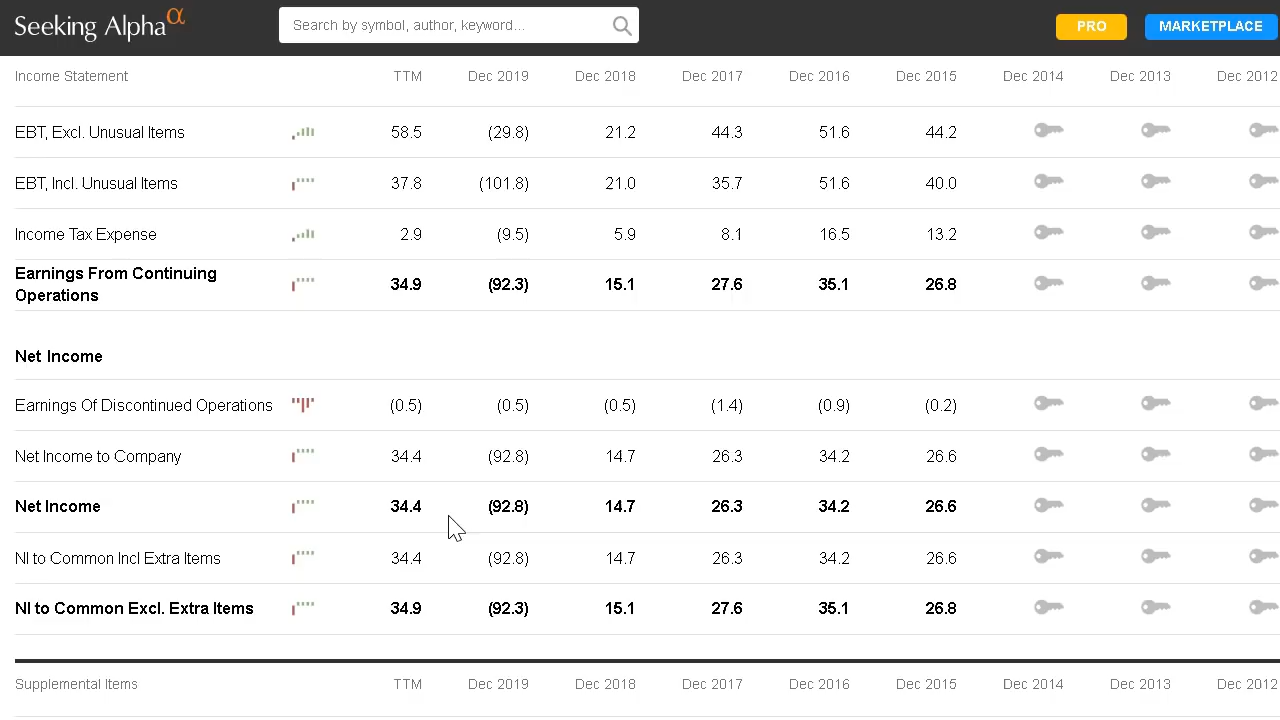 Seeking Alpha α
Search by symbol, author, keyword...
PRO
MARKETPLACE
Income Statement TTM Dec 2019 Dec 2018 Dec 2017 Dec 2016 Dec 2015 Dec 2014 Dec 2013 Dec 2012
EBT, Excl. Unusual Items 58.5 (29.8) 21.2 44.3 51.6 44.2
EBT, Incl. Unusual Items 37.8 (101.8) 21.0 35.7 51.6 40.0
Income Tax Expense 2.9 (9.5) 5.9 8.1 16.5 13.2
Earnings From Continuing
Operations 34.9 (92.3) 15.1 27.6 35.1 26.8
Net Income
Earnings Of Discontinued Operations (0.5) (0.5) (0.5) (1.4) (0.9) (0.2)
Net Income to Company 34.4 (92.8) 14.7 26.3 34.2 26.6
Net Income 34.4 (92.8) 14.7 26.3 34.2 26.6
NI to Common Incl Extra Items 34.4 (92.8) 14.7 26.3 34.2 26.6
NI to Common Excl. Extra Items 34.9 (92.3) 15.1 27.6 35.1 26.8
Supplemental Items TTM Dec 2019 Dec 2018 Dec 2017 Dec 2016 Dec 2015 Dec 2014 Dec 2013 Dec 2012